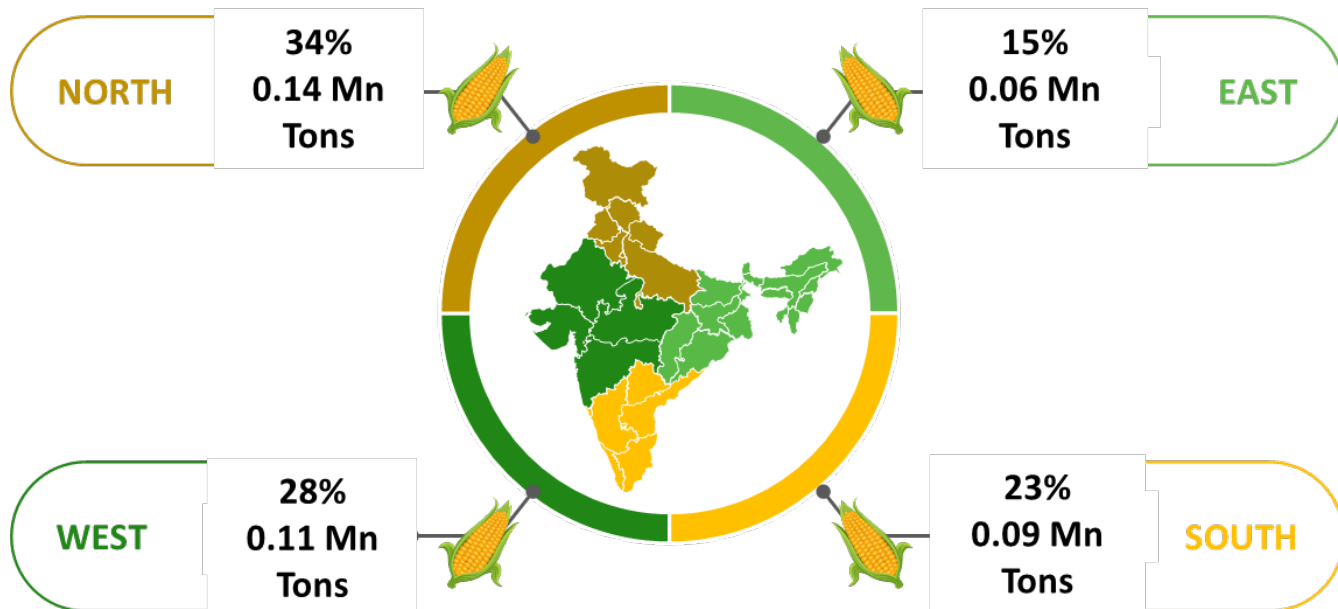 NORTH
34%
0.14 Mn
Tons
15%
0.06 Mn
Tons
EAST
WEST
28%
0.11 Mn
Tons
23%
0.09 Mn
Tons
SOUTH